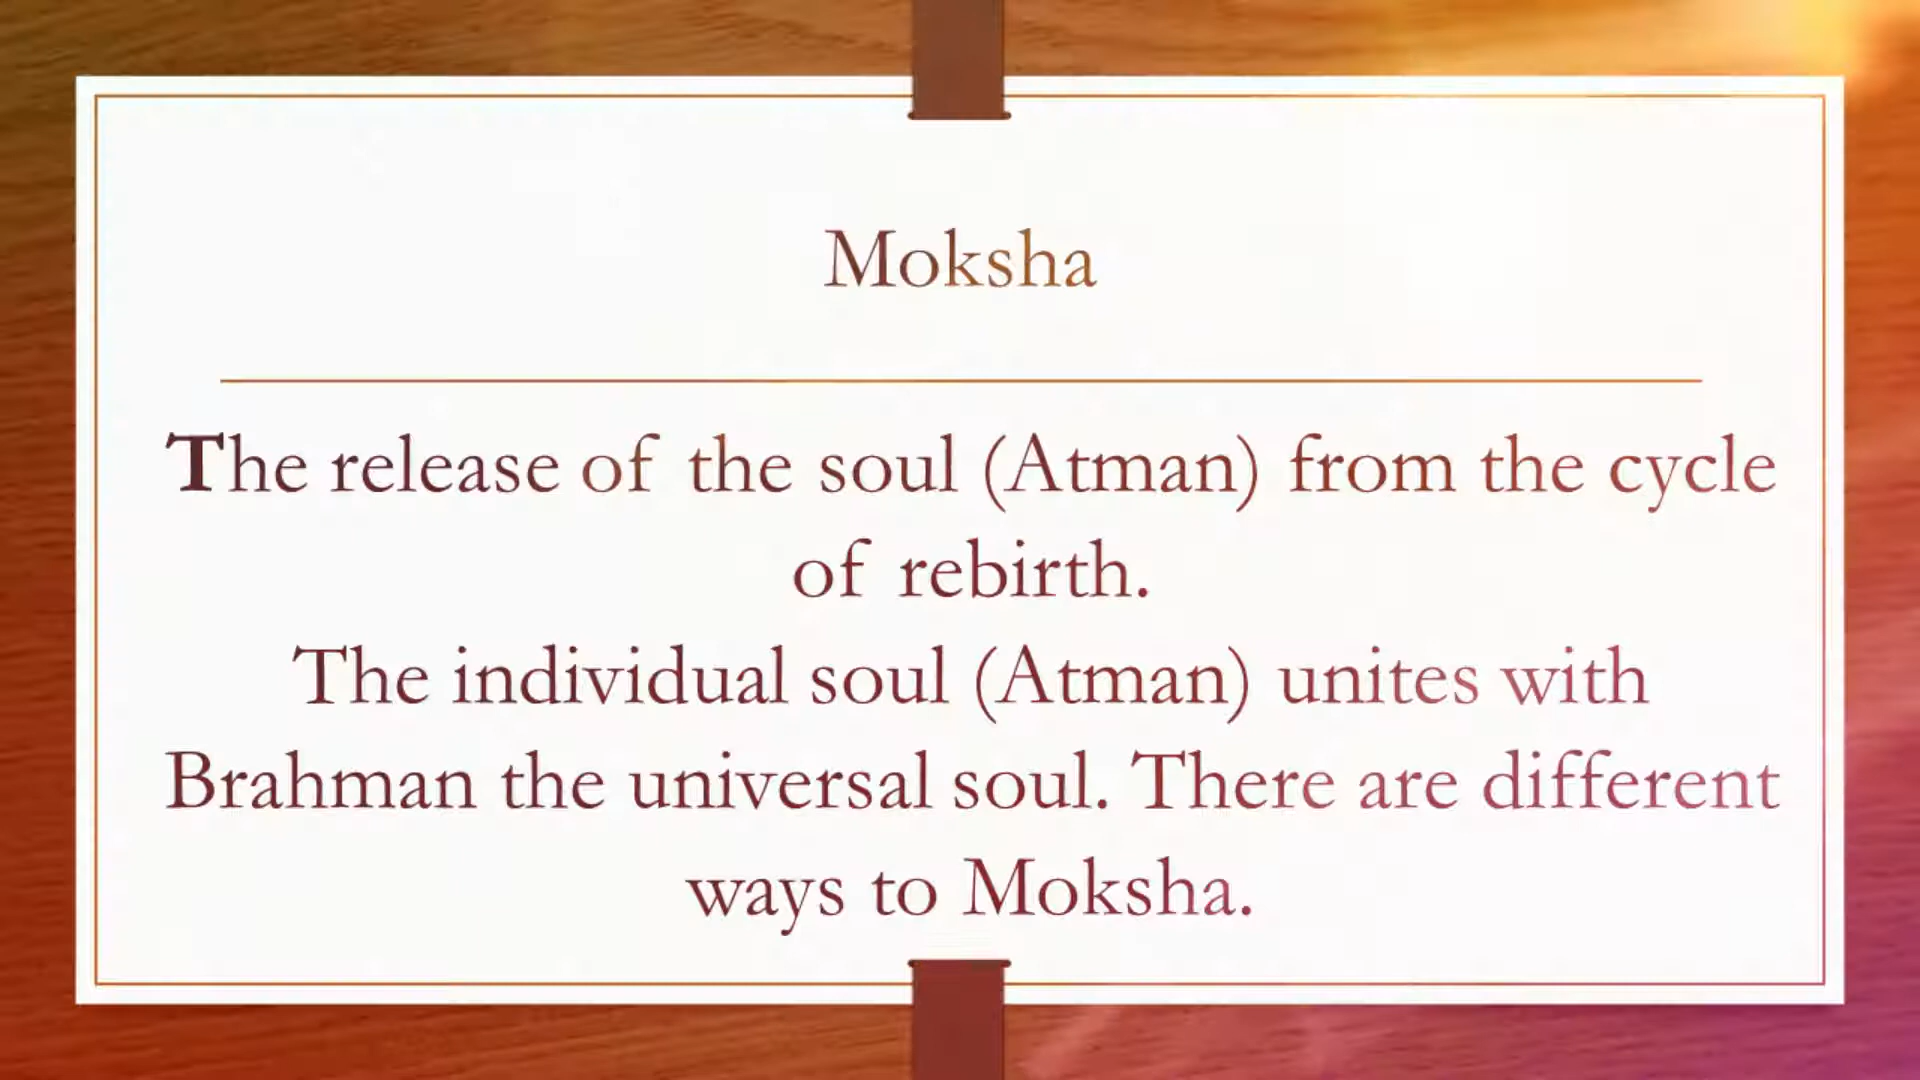 Moksha
The release of the soul (Atman) from the cycle
of rebirth.
The individual soul (Atman) unites with
Brahman the universal soul. There are different
ways to Moksha.